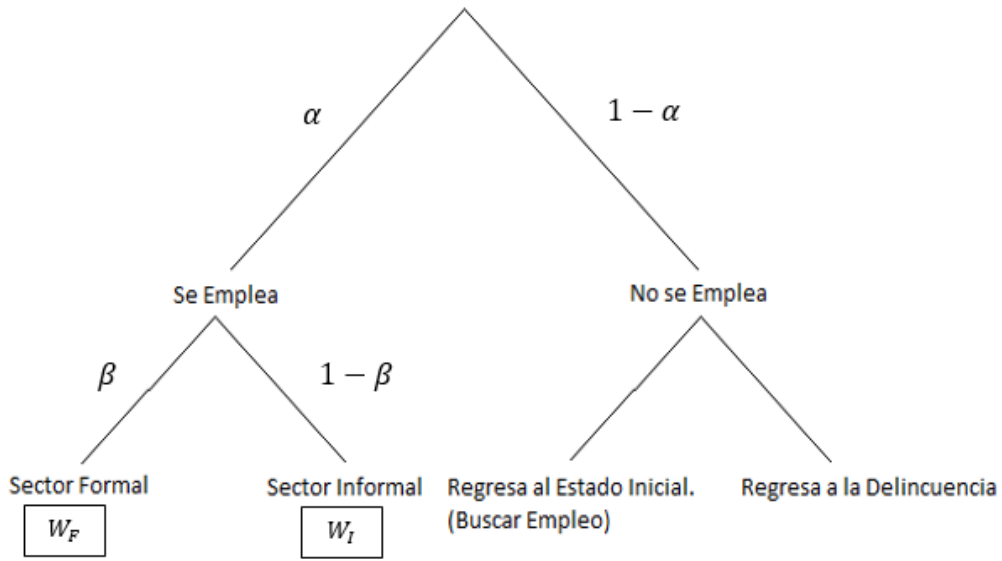 α
1 − α
Se Emplea
No se Emplea
β
1 − β
Sector Formal
Sector Informal
Regresa al Estado Inicial.
(Buscar Empleo)
Regresa a la Delincuencia
W_F
W_I